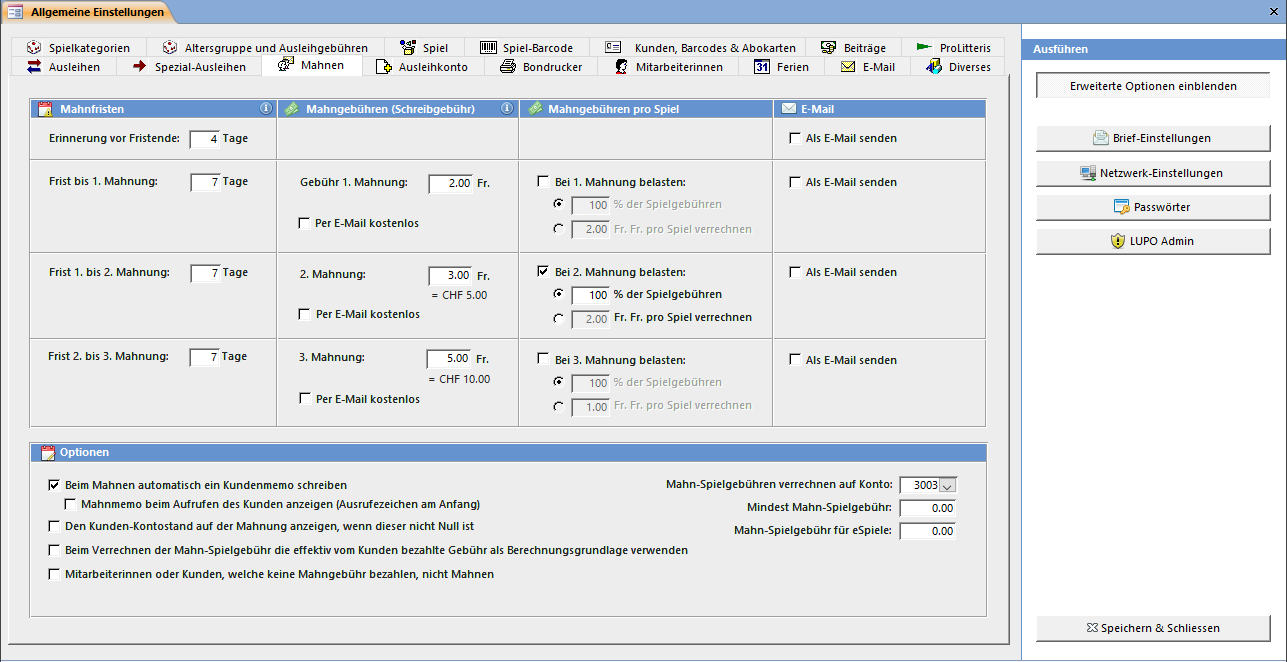 Allgemeine Einstellungen
Spielkategorien
Altersgruppe und Ausleihgebühren
Spiel
Spiel-Barcode
Kunden, Barcodes & Abokarten
Beiträge
ProLitteris
Ausleihen
Spezial-Ausleihen
Mahnen
Ausleihkonto
Bondrucker
Mitarbeiterinnen
31 Ferien
E-Mail
Diverses
Mahnfristen
Mahngebühren (Schreibgebühr)
Mahngebühren pro Spiel
E-Mail
Erinnerung vor Fristende: 4 Tage
Als E-Mail senden
Frist bis 1. Mahnung: 7 Tage
Gebühr 1. Mahnung: 2.00 Fr.
Per E-Mail kostenlos
Bei 1. Mahnung belasten:
100 % der Spielgebühren
2.00 Fr. Fr. pro Spiel verrechnen
Als E-Mail senden
Frist 1. bis 2. Mahnung: 7 Tage
2. Mahnung: 3.00 Fr.
= CHF 5.00
Per E-Mail kostenlos
Bei 2. Mahnung belasten:
100 % der Spielgebühren
2.00 Fr. Fr. pro Spiel verrechnen
Als E-Mail senden
Frist 2. bis 3. Mahnung: 7 Tage
3. Mahnung: 5.00 Fr.
= CHF 10.00
Per E-Mail kostenlos
Bei 3. Mahnung belasten:
100 % der Spielgebühren
1.00 Fr. Fr. pro Spiel verrechnen
Als E-Mail senden
Optionen
Beim Mahnen automatisch ein Kundenmemo schreiben
Mahnmemo beim Aufrufen des Kunden anzeigen (Ausrufezeichen am Anfang)
Den Kunden-Kontostand auf der Mahnung anzeigen, wenn dieser nicht Null ist
Beim Verrechnen der Mahn-Spielgebühr die effektiv vom Kunden bezahlte Gebühr als Berechnungsgrundlage verwenden
Mitarbeiterinnen oder Kunden, welche keine Mahngebühr bezahlen, nicht Mahnen
Mahn-Spielgebühren verrechnen auf Konto: 3003
Mindest Mahn-Spielgebühr: 0.00
Mahn-Spielgebühr für eSpiele: 0.00
Ausführen
Erweiterte Optionen einblenden
Brief-Einstellungen
Netzwerk-Einstellungen
Passwörter
LUPO Admin
Speichern & Schliessen